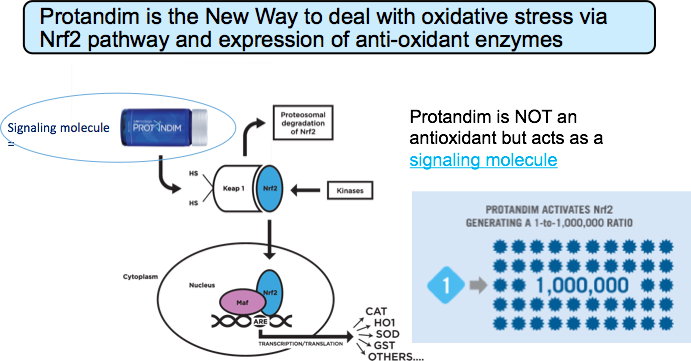 Protandim is the New Way to deal with oxidative stress via
Nrf2 pathway and expression of anti-oxidant enzymes
Signaling molecule
PROTANDIM
Proteosomal
degradation
of Nrf2
Protandim is NOT an
antioxidant but acts as a
signaling molecule
HS
HS
Keap 1
Nrf2
Kinases
PROTANDIM ACTIVATES Nrf2
GENERATING A 1-to-1,000,000 RATIO
1
1,000,000
Cytoplasm
Nucleus
Maf
Nrf2
ARE
TRANSCRIPTION/TRANSLATION
CAT
HO1
SOD
GST
OTHERS....